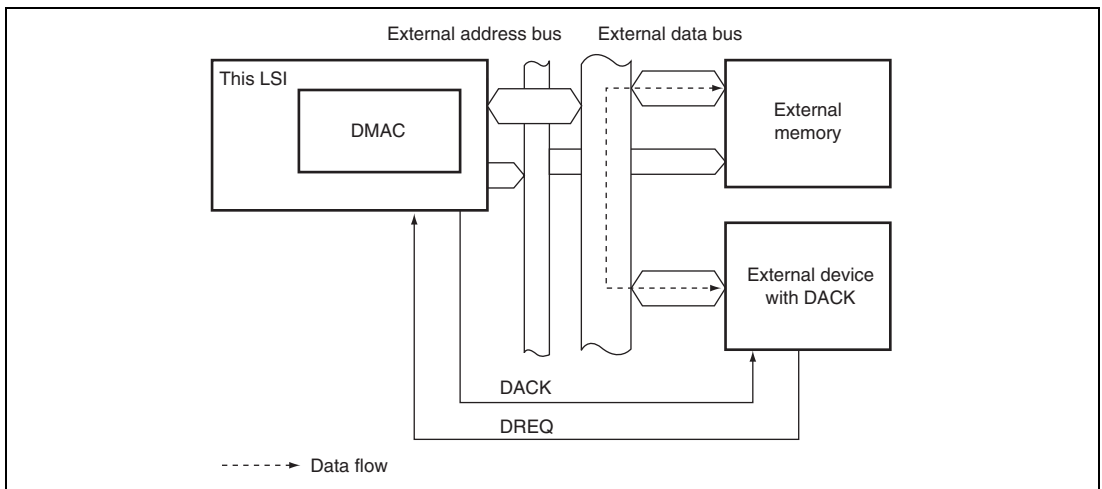 External address bus
External data bus
This LSI
DMAC
External
memory
External device
with DACK
DACK
DREQ
Data flow